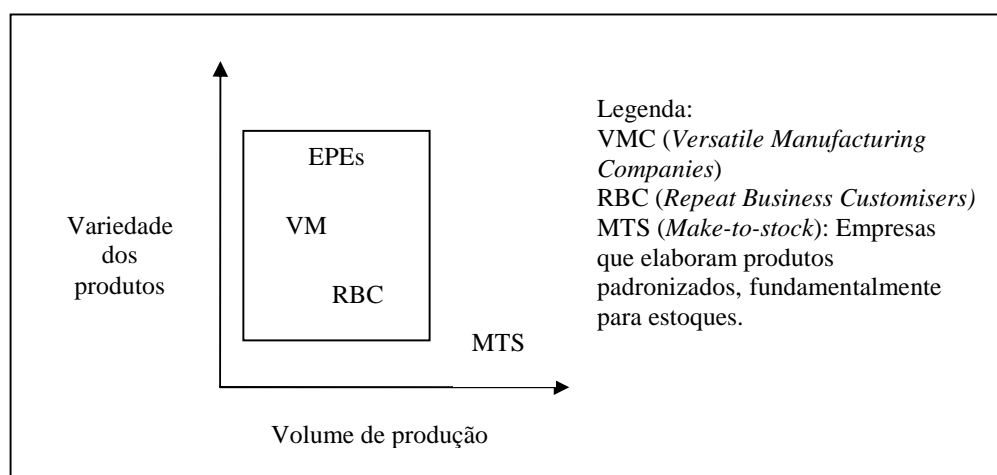 EPEs
VM
RBC
MTS
Variedade
dos
produtos
Volume de produção
Legenda:
VMC (Versatile Manufacturing
Companies)
RBC (Repeat Business Customisers)
MTS (Make-to-stock): Empresas
que elaboram produtos
padronizados, fundamentalmente
para estoques.